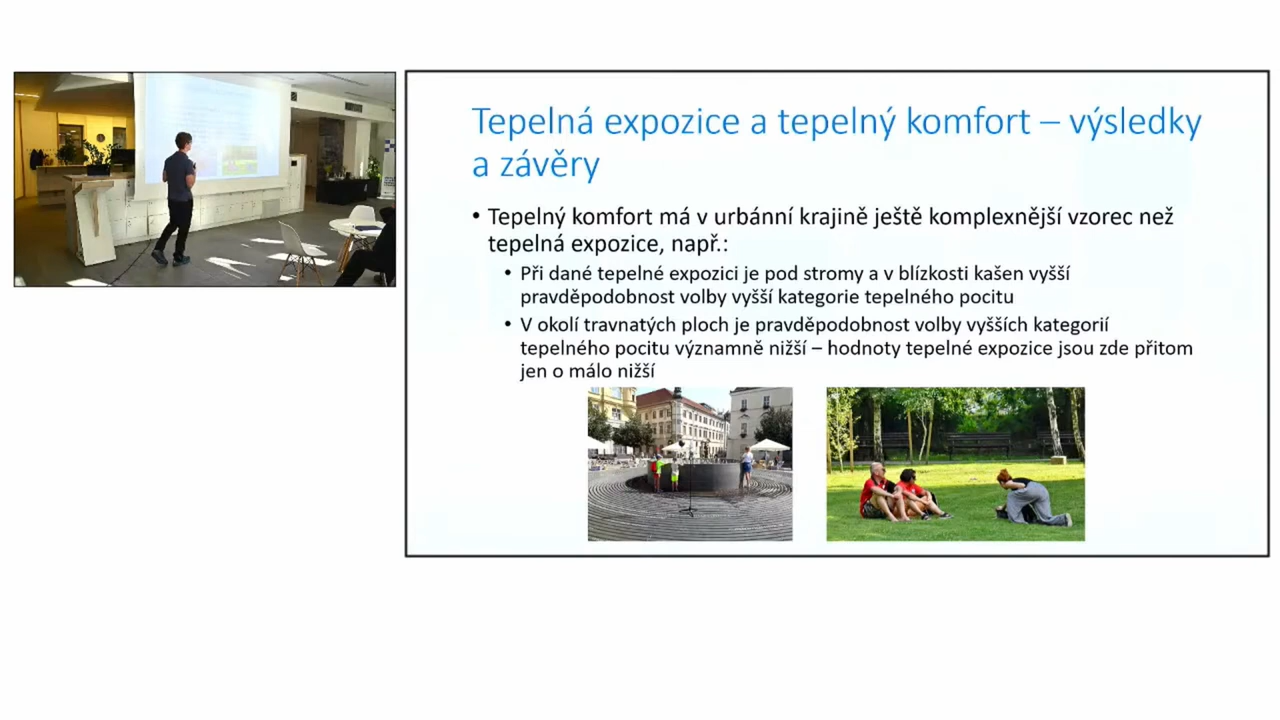 Tepelná expozice a tepelný komfort – výsledky
a závěry
• Tepelný komfort má v urbánní krajině ještě komplexnější vzorec než
tepelná expozice, např.:
• Při dané tepelné expozici je pod stromy a v blízkosti kašen vyšší
pravděpodobnost volby vyšší kategorie tepelného pocitu
• V okolí travnatých ploch je pravděpodobnost volby vyšších kategorií
tepelného pocitu významně nižší – hodnoty tepelné expozice jsou zde přitom
jen o málo nižší